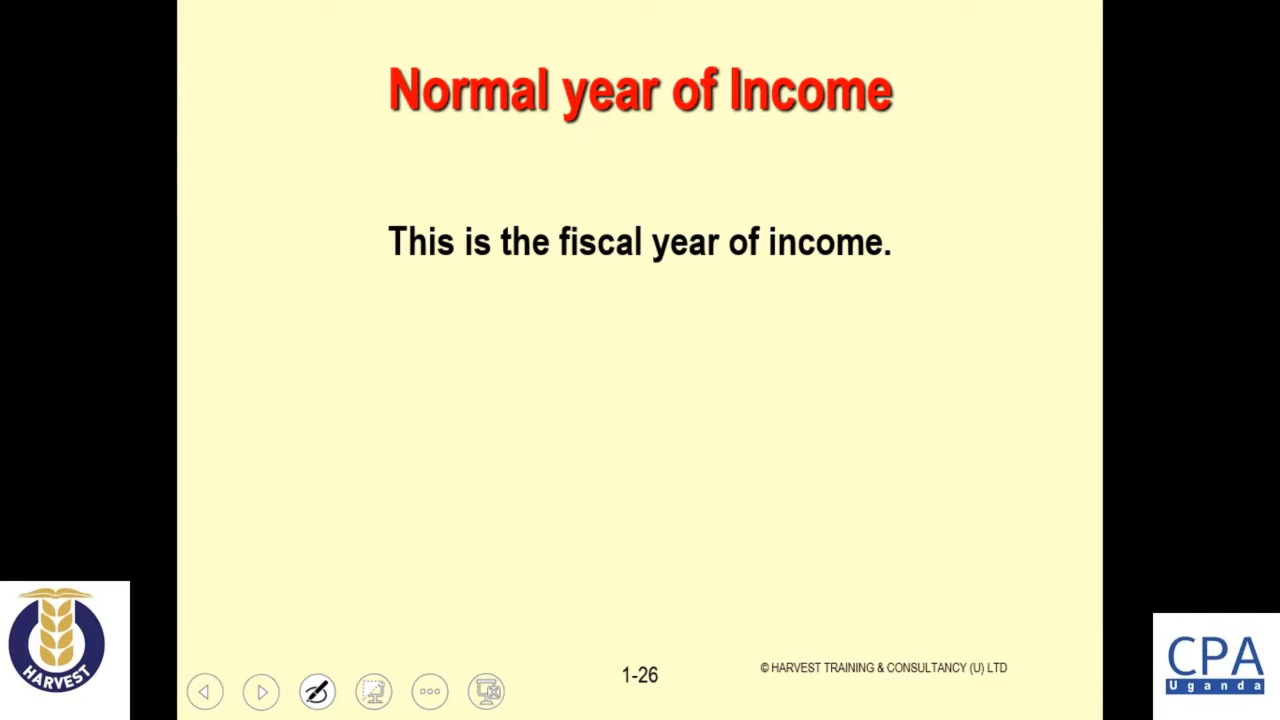 Normal year of Income
This is the fiscal year of income.
HARVEST
1-26
© HARVEST TRAINING & CONSULTANCY (U) LTD
CPA
Uganda